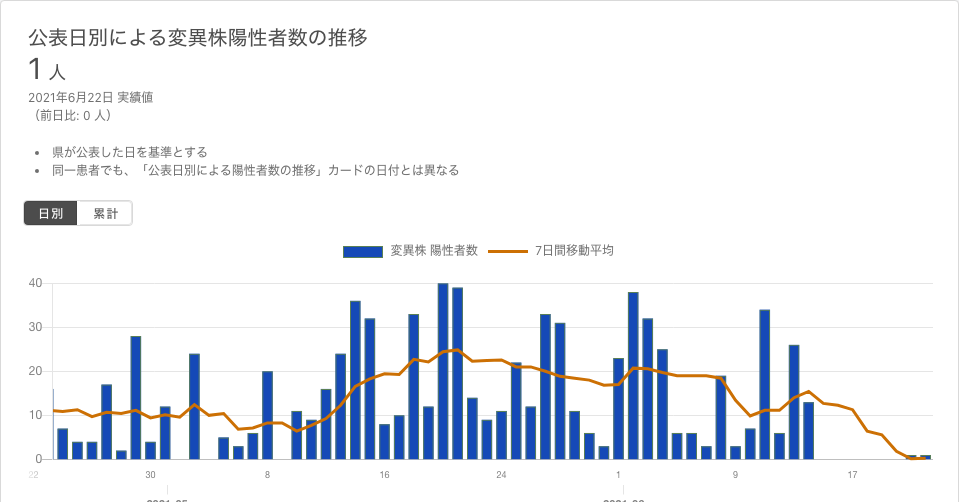 公表日別による変異株陽性者数の推移
1 人
2021年6月22日 実績値
（前日比: 0 人）
• 県が公表した日を基準とする
• 同一患者でも、「公表日別による陽性者数の推移」カードの日付とは異なる
日別 累計
変異株 陽性者数 7日間移動平均
40
30
20
10
0
22 30 8 16 24 1 9 17